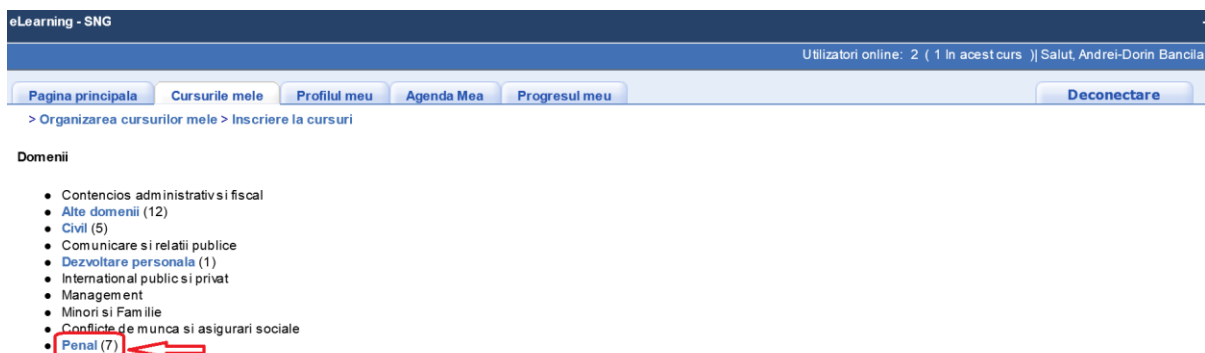 eLearning - SNG
Utilizatori online: 2 ( 1 In acest curs )| Salut, Andrei-Dorin Bancila
Pagina principala Cursurile mele Profilul meu Agenda Mea Progresul meu Deconectare
> Organizarea cursurilor mele > Inscriere la cursuri
Domenii
• Contencios administrativ si fiscal
• Alte domenii (12)
• Civil (5)
• Comunicare si relatii publice
• Dezvoltare personala (1)
• International public si privat
• Management
• Minori si Familie
• Conflicte de munca si asigurari sociale
• Penal (7)